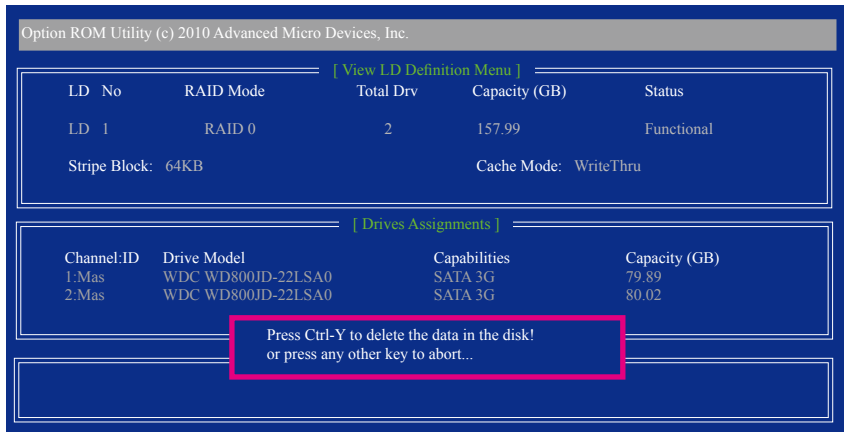 Option ROM Utility (c) 2010 Advanced Micro Devices, Inc.
[ View LD Definition Menu ]
LD No RAID Mode Total Drv Capacity (GB) Status
LD 1 RAID 0 2 157.99 Functional
Stripe Block: 64KB Cache Mode: WriteThru
[ Drives Assignments ]
Channel:ID Drive Model Capabilities Capacity (GB)
1:Mas WDC WD800JD-22LSA0 SATA 3G 79.89
2:Mas WDC WD800JD-22LSA0 SATA 3G 80.02
Press Ctrl-Y to delete the data in the disk!
or press any other key to abort...